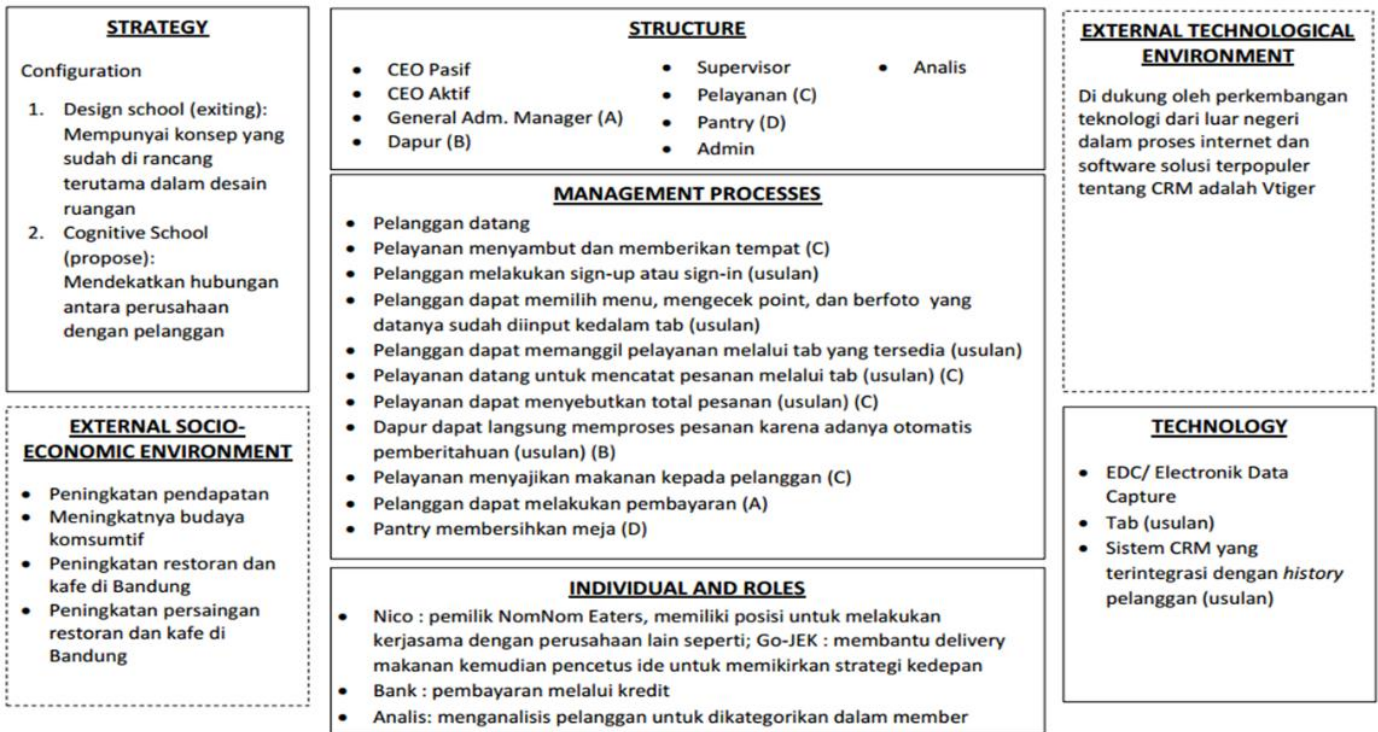 STRATEGY
Configuration
1. Design school (exiting):
Mempunyai konsep yang
sudah di rancang
terutama dalam desain
ruangan
2. Cognitive School
(propose):
Mendekatkan hubungan
antara perusahaan
dengan pelanggan
EXTERNAL SOCIO-
ECONOMIC ENVIRONMENT
• Peningkatan pendapatan
• Meningkatnya budaya
komsumtif
• Peningkatan restoran dan
kafe di Bandung
• Peningkatan persaingan
restoran dan kafe di
Bandung
STRUCTURE
• CEO Pasif
• CEO Aktif
• General Adm. Manager (A)
• Dapur (B)
• Supervisor
• Pelayanan (C)
• Pantry (D)
• Admin
• Analis
MANAGEMENT PROCESSES
• Pelanggan datang
• Pelayanan menyambut dan memberikan tempat (C)
• Pelanggan melakukan sign-up atau sign-in (usulan)
• Pelanggan dapat memilih menu, mengecek point, dan berfoto yang
datanya sudah diinput kedalam tab (usulan)
• Pelanggan dapat memanggil pelayanan melalui tab yang tersedia (usulan)
• Pelayanan datang untuk mencatat pesanan melalui tab (usulan) (C)
• Pelayanan dapat menyebutkan total pesanan (usulan) (C)
• Dapur dapat langsung memproses pesanan karena adanya otomatis
pemberitahuan (usulan) (B)
• Pelayanan menyajikan makanan kepada pelanggan (C)
• Pelanggan dapat melakukan pembayaran (A)
• Pantry membersihkan meja (D)
INDIVIDUAL AND ROLES
• Nico : pemilik NomNom Eaters, memiliki posisi untuk melakukan
kerjasama dengan perusahaan lain seperti; Go-JEK : membantu delivery
makanan kemudian pencetus ide untuk memikirkan strategi kedepan
• Bank : pembayaran melalui kredit
• Analis: menganalisis pelanggan untuk dikategorikan dalam member
EXTERNAL TECHNOLOGICAL
ENVIRONMENT
Di dukung oleh perkembangan
teknologi dari luar negeri
dalam proses internet dan
software solusi terpopuler
tentang CRM adalah Vtiger
TECHNOLOGY
• EDC/ Electronik Data
Capture
• Tab (usulan)
• Sistem CRM yang
terintegrasi dengan history
pelanggan (usulan)